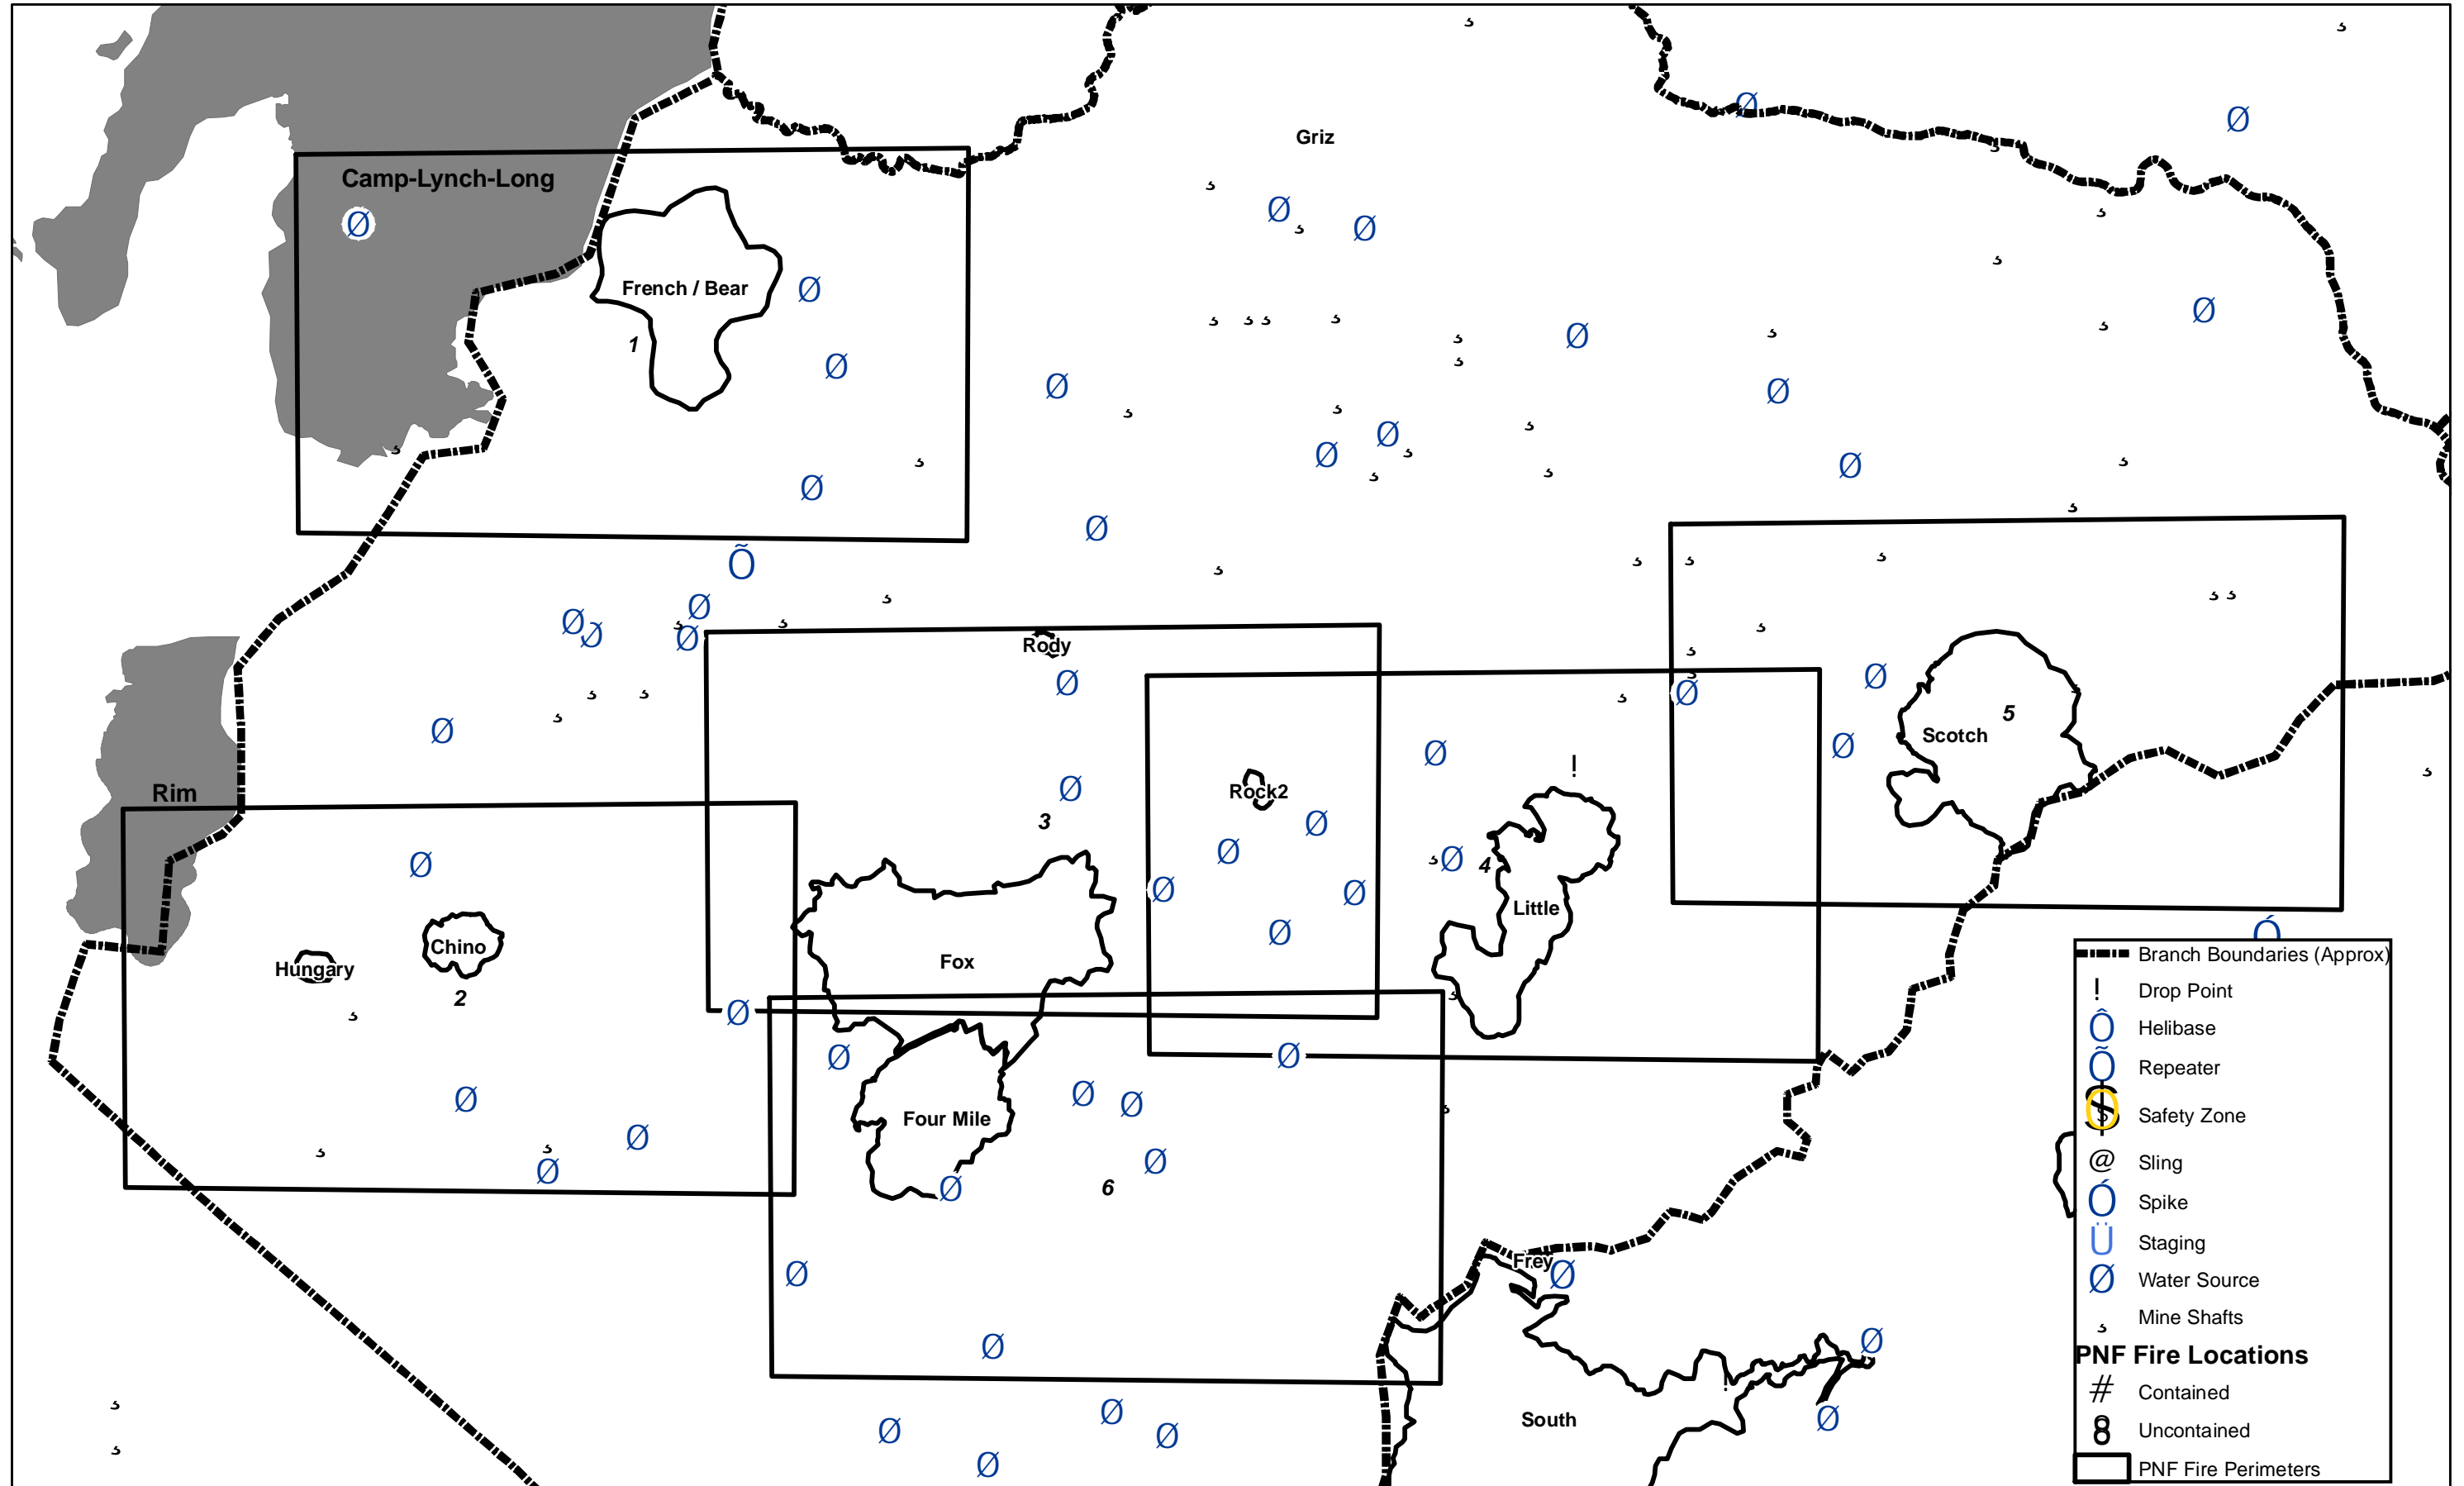 Griz
Camp-Lynch-Long
French / Bear
1
Rody
Rim
Rock2
3
5
Scotch
4
Little
Chino
Hungary
2
Fox
Four Mile
6
Frey
South
Branch Boundaries (Approx)
! Drop Point
Ô Helibase
Õ Repeater
Safety Zone
@ Sling
Ó Spike
Ü Staging
Ø Water Source
Mine Shafts
PNF Fire Locations
# Contained
8 Uncontained
PNF Fire Perimeters